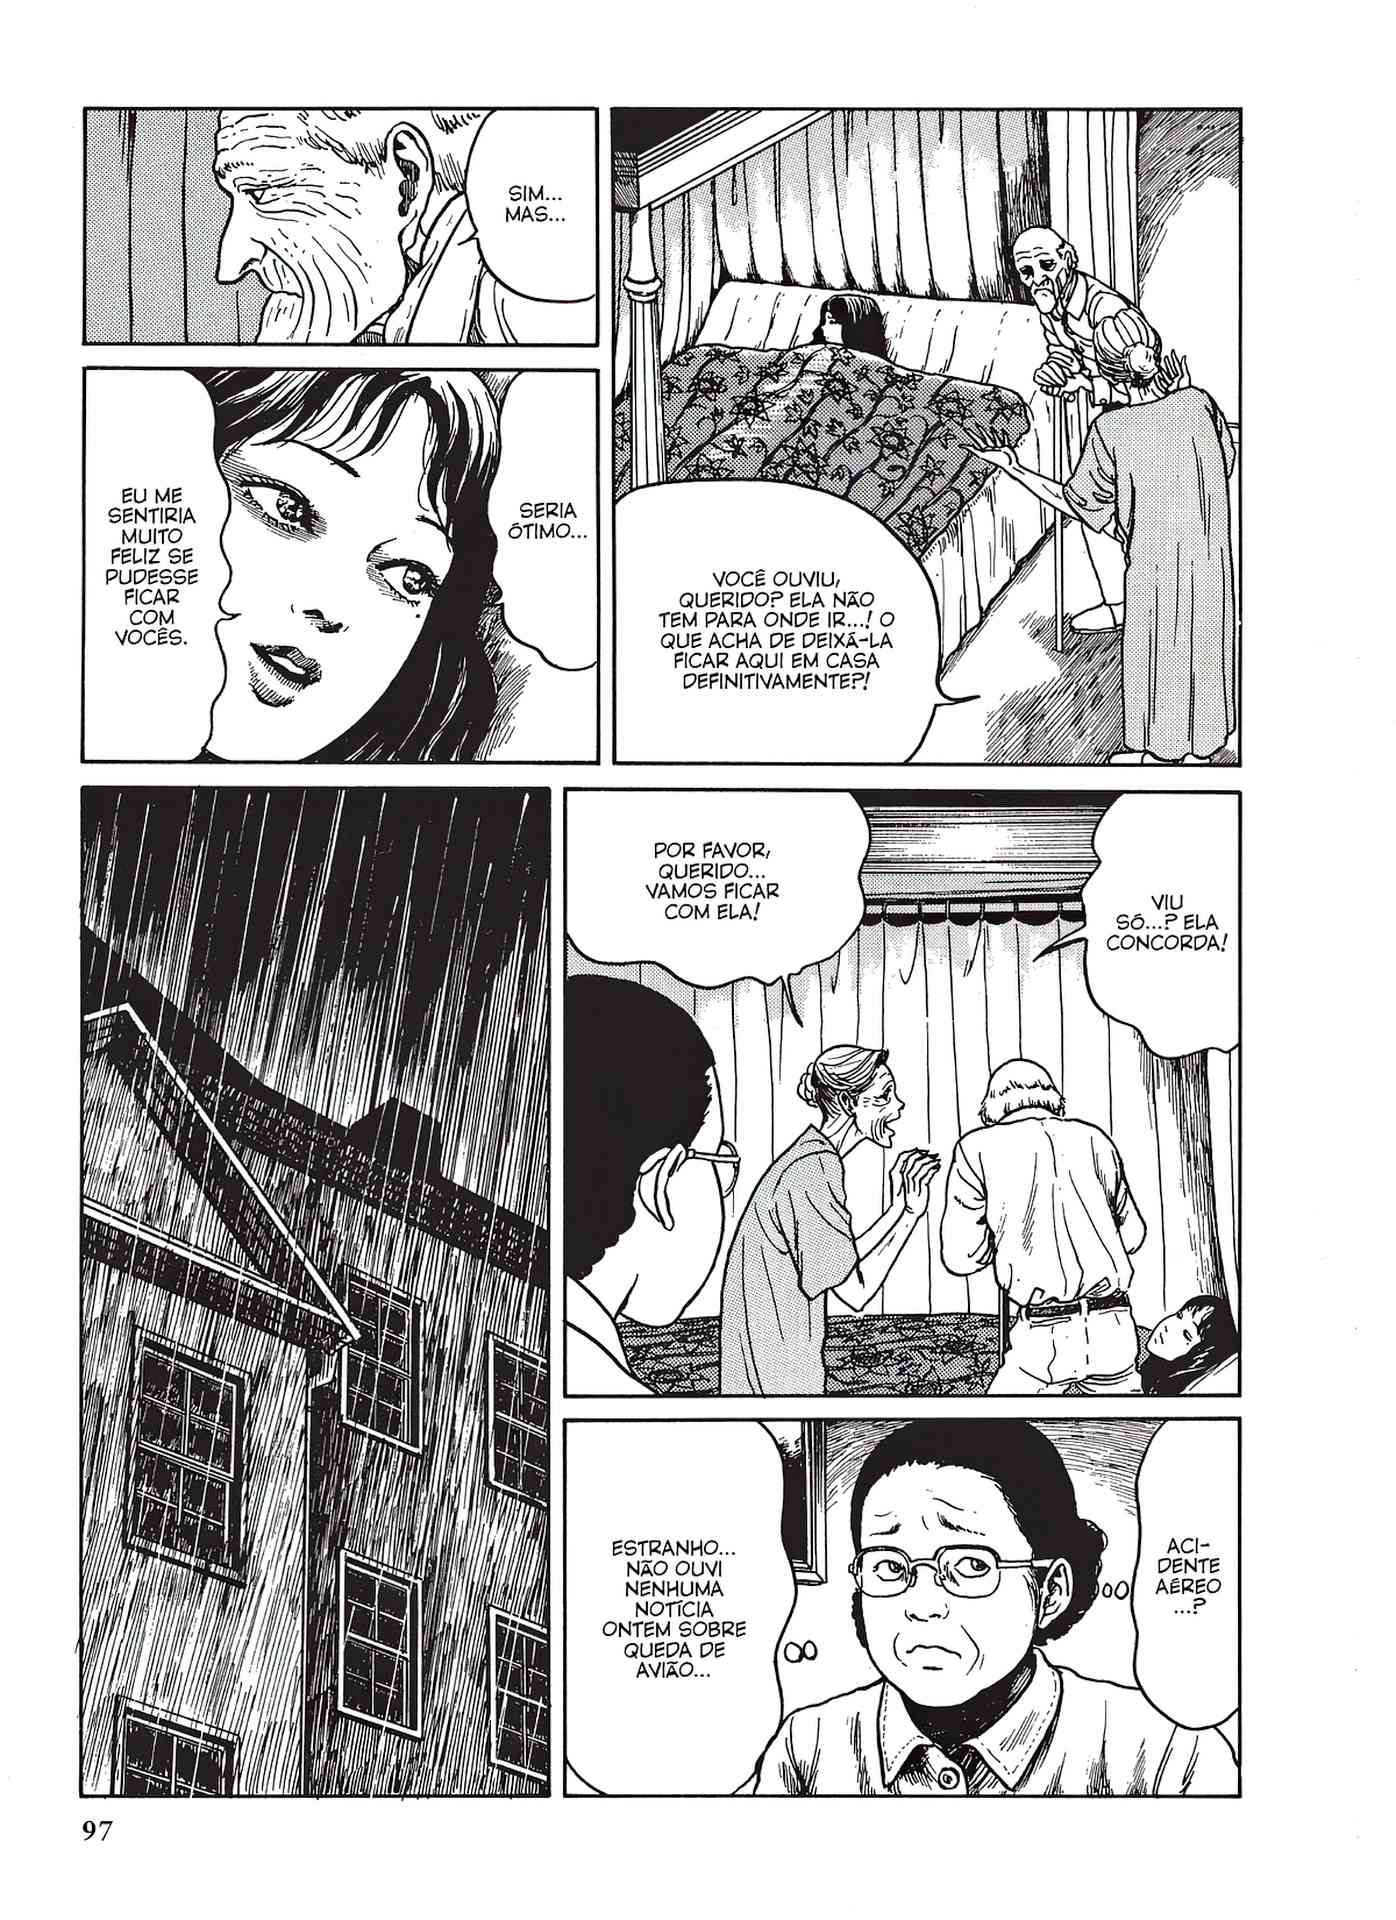 VOCÊ OUVIU,
QUERIDO? ELA NÃO
TEM PARA ONDE IR...! O
QUE ACHA DE DEIXÁ-LA
FICAR AQUI EM CASA
DEFINITIVAMENTE?!
SIM...
MAS...
SERIA
ÓTIMO...
EU ME
SENTIRIA
MUITO
FELIZ SE
PUDESSE
FICAR
COM
VOCÊS.
VIU
SÓ...? ELA
CONCORDA!
POR FAVOR,
QUERIDO...
VAMOS FICAR
COM ELA!
ACI-
DENTE
AÉREO
...?
ESTRANHO...
NÃO OUVI
NENHUMA
NOTÍCIA
ONTEM SOBRE
QUEDA DE
AVIÃO...
97